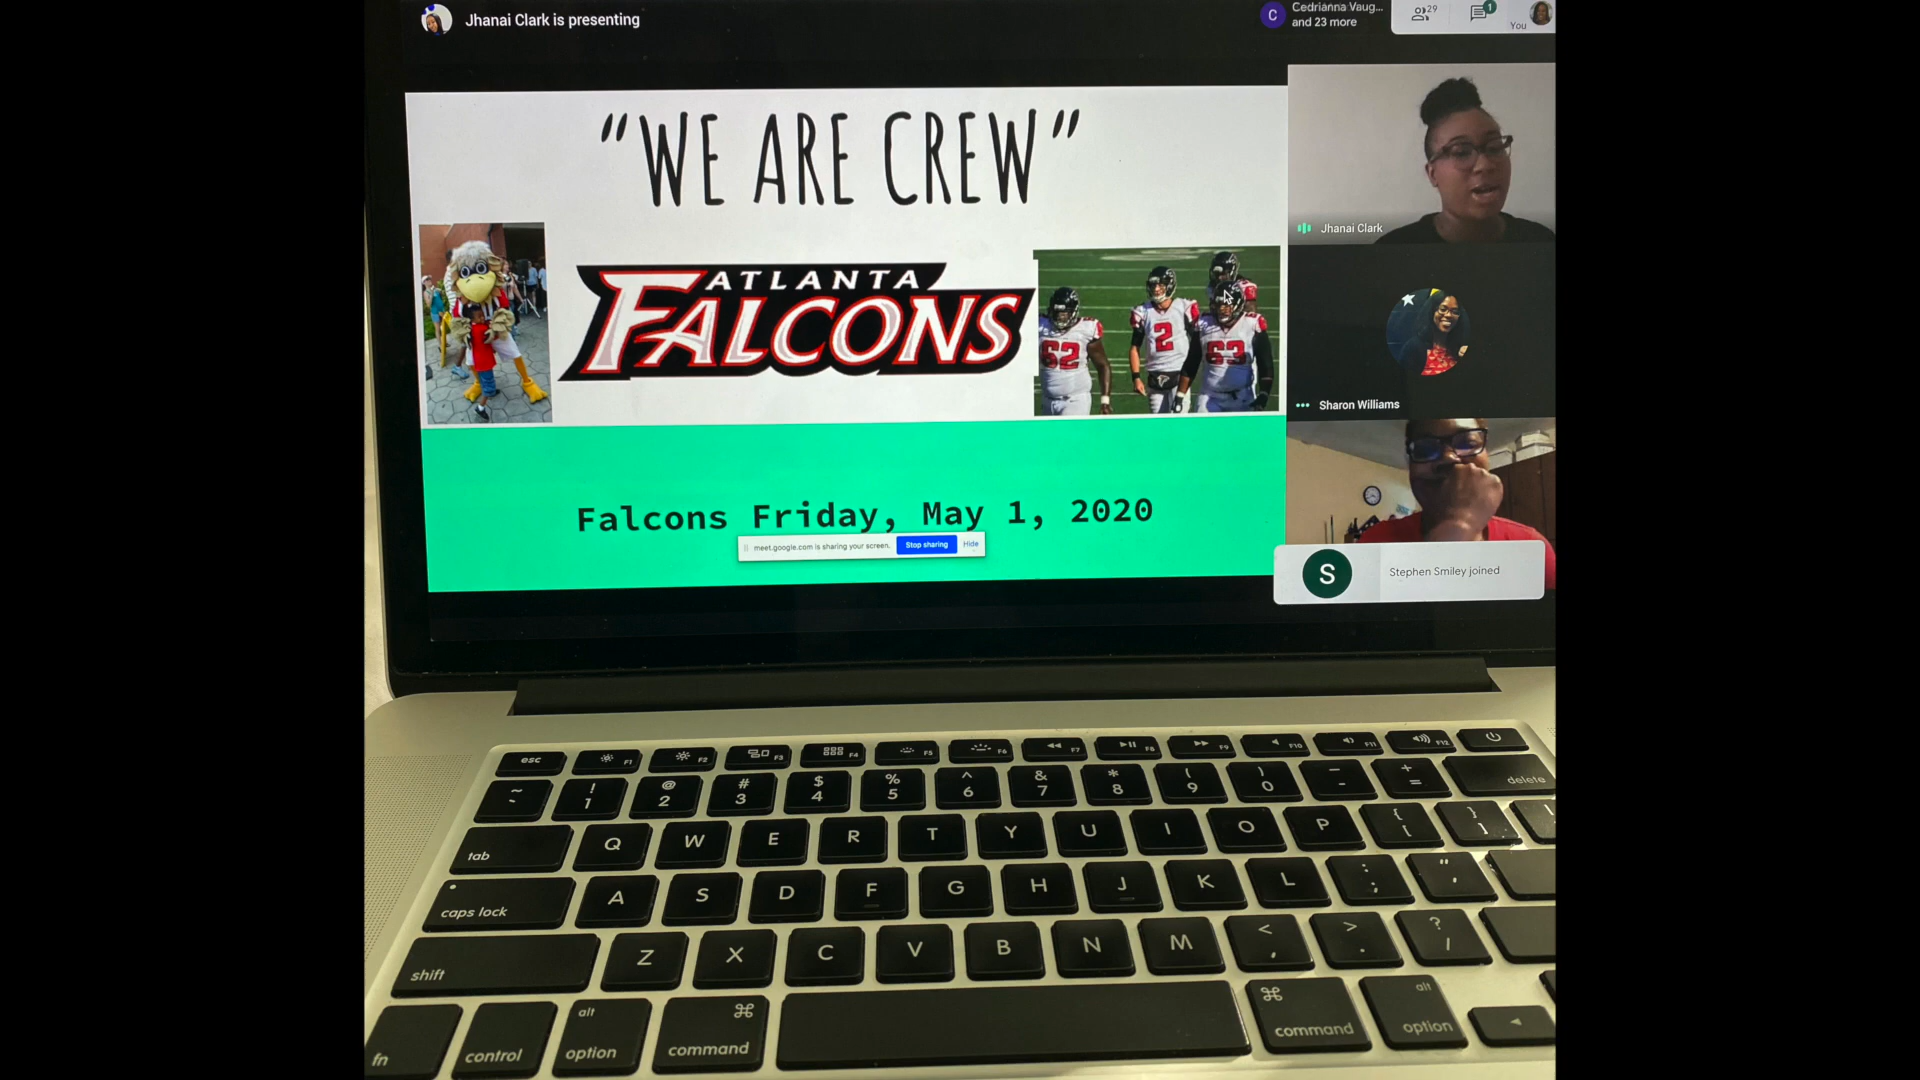 Jhanai Clark is presenting
C
Cedrianna Vaug...
and 23 more
29
1
You
"WE ARE CREW"
ATLANTA
FALCONS
62
2
63
Falcons Friday, May 1, 2020
meet.google.com is sharing your screen.
Stop sharing
Hide
Jhanai Clark
Sharon Williams
S
Stephen Smiley joined
esc F1 F2 F3 F4 F5 F6 F7 F8 F9 F10 F11 F12
~ ! @ # $ % ^ & * ( ) — +
` 1 2 3 4 5 6 7 8 9 0 - = delete
tab Q W E R T Y U I O P { [ } ] |
caps lock A S D F G H J K L : ; " '
shift Z X C V B N M < , > . ? /
fn control alt option ⌘ command ⌘ command alt option